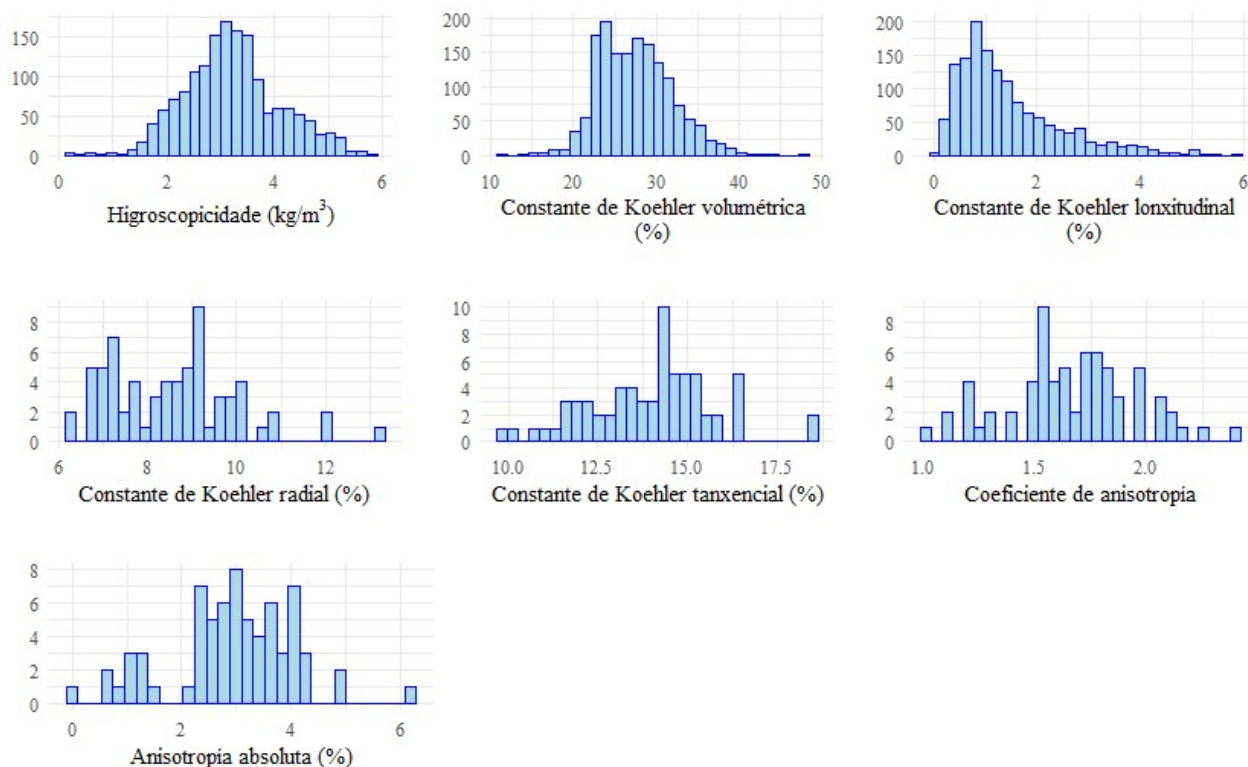 150
100
50
0
0 2 4 6
Higroscopicidade (kg/m³)
200
150
100
50
0
10 20 30 40 50
Constante de Koehler volumétrica
(%)
200
150
100
50
0
0 2 4 6
Constante de Koehler lonxitudinal
(%)
8
6
4
2
0
6 8 10 12
Constante de Koehler radial (%)
10
8
6
4
2
0
10.0 12.5 15.0 17.5
Constante de Koehler tanxencial (%)
8
6
4
2
0
1.0 1.5 2.0
Coeficiente de anisotropía
8
6
4
2
0
0 2 4 6
Anisotropía absoluta (%)